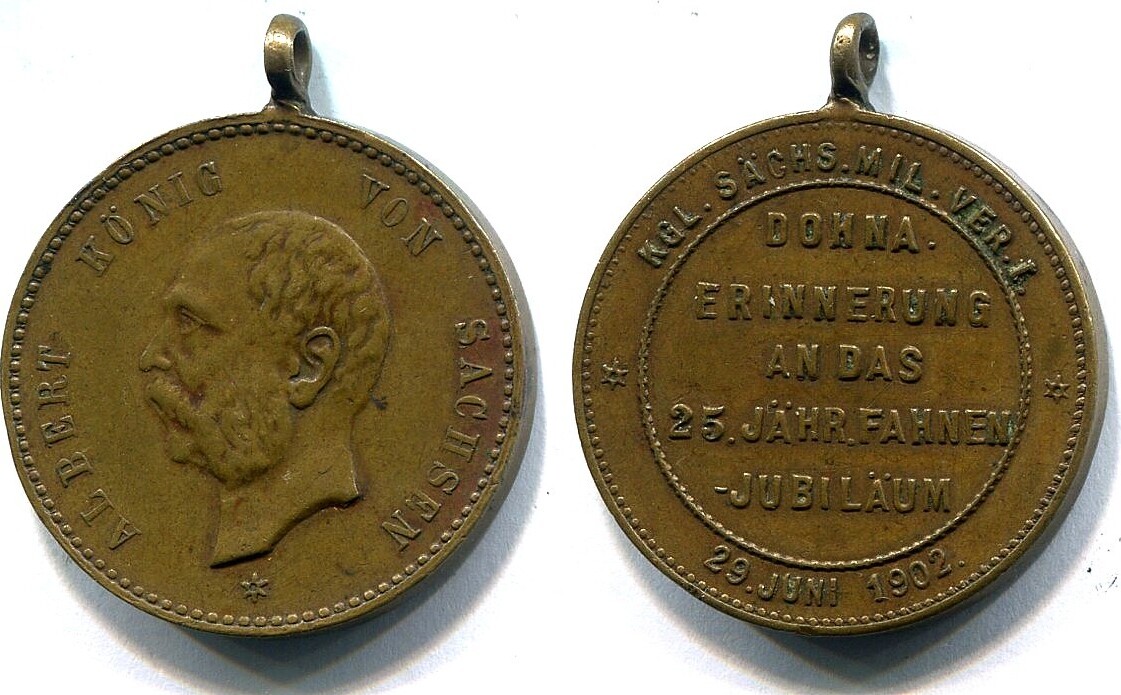 ALBERT KÖNIG VON SACHSEN
KGL. SÄCHS. MIL. VER. I.
DOHNA.
ERINNERUNG
AN DAS
25. JÄHR. FAHNEN
-JUBILÄUM
29. JUNI 1902.